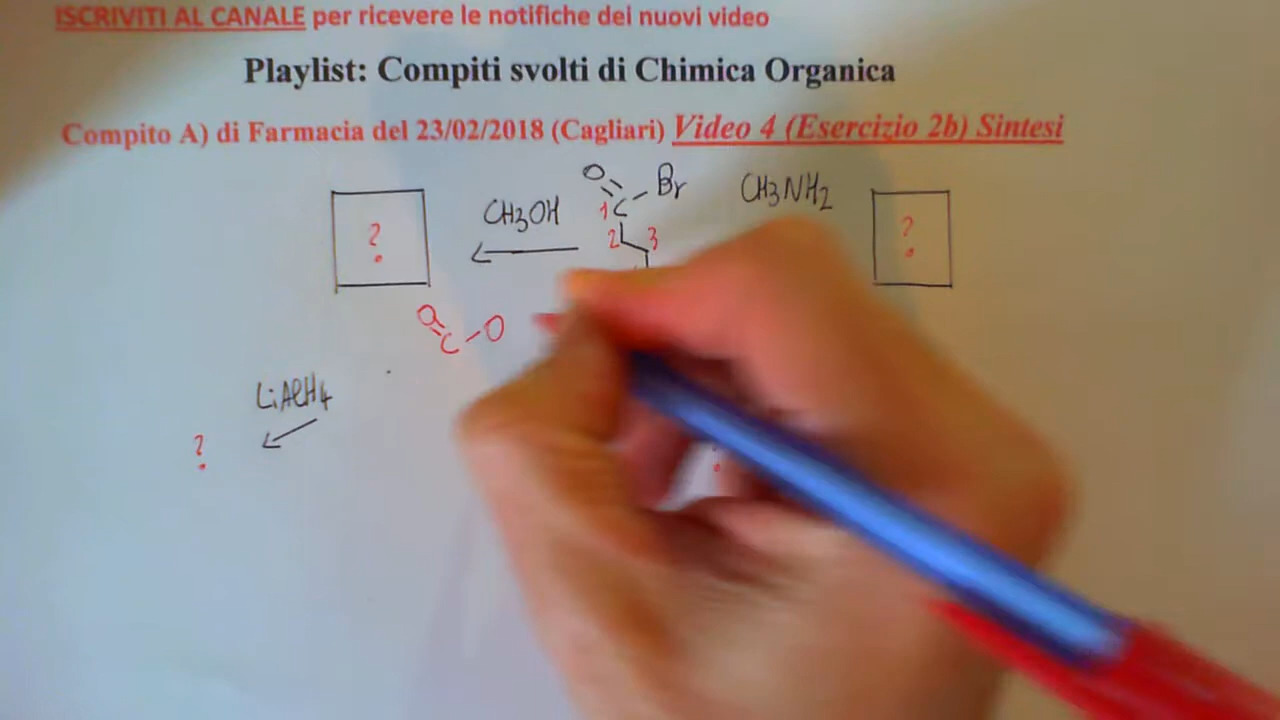 ISCRIVITI AL CANALE per ricevere le notifiche dei nuovi video
Playlist: Compiti svolti di Chimica Organica
Compito A) di Farmacia del 23/02/2018 (Cagliari) Video 4 (Esercizio 2b) Sintesi
O Br CH3NH2
CH3OH 1 C
? 2 3 ?
O
C O
LiAlH4
?